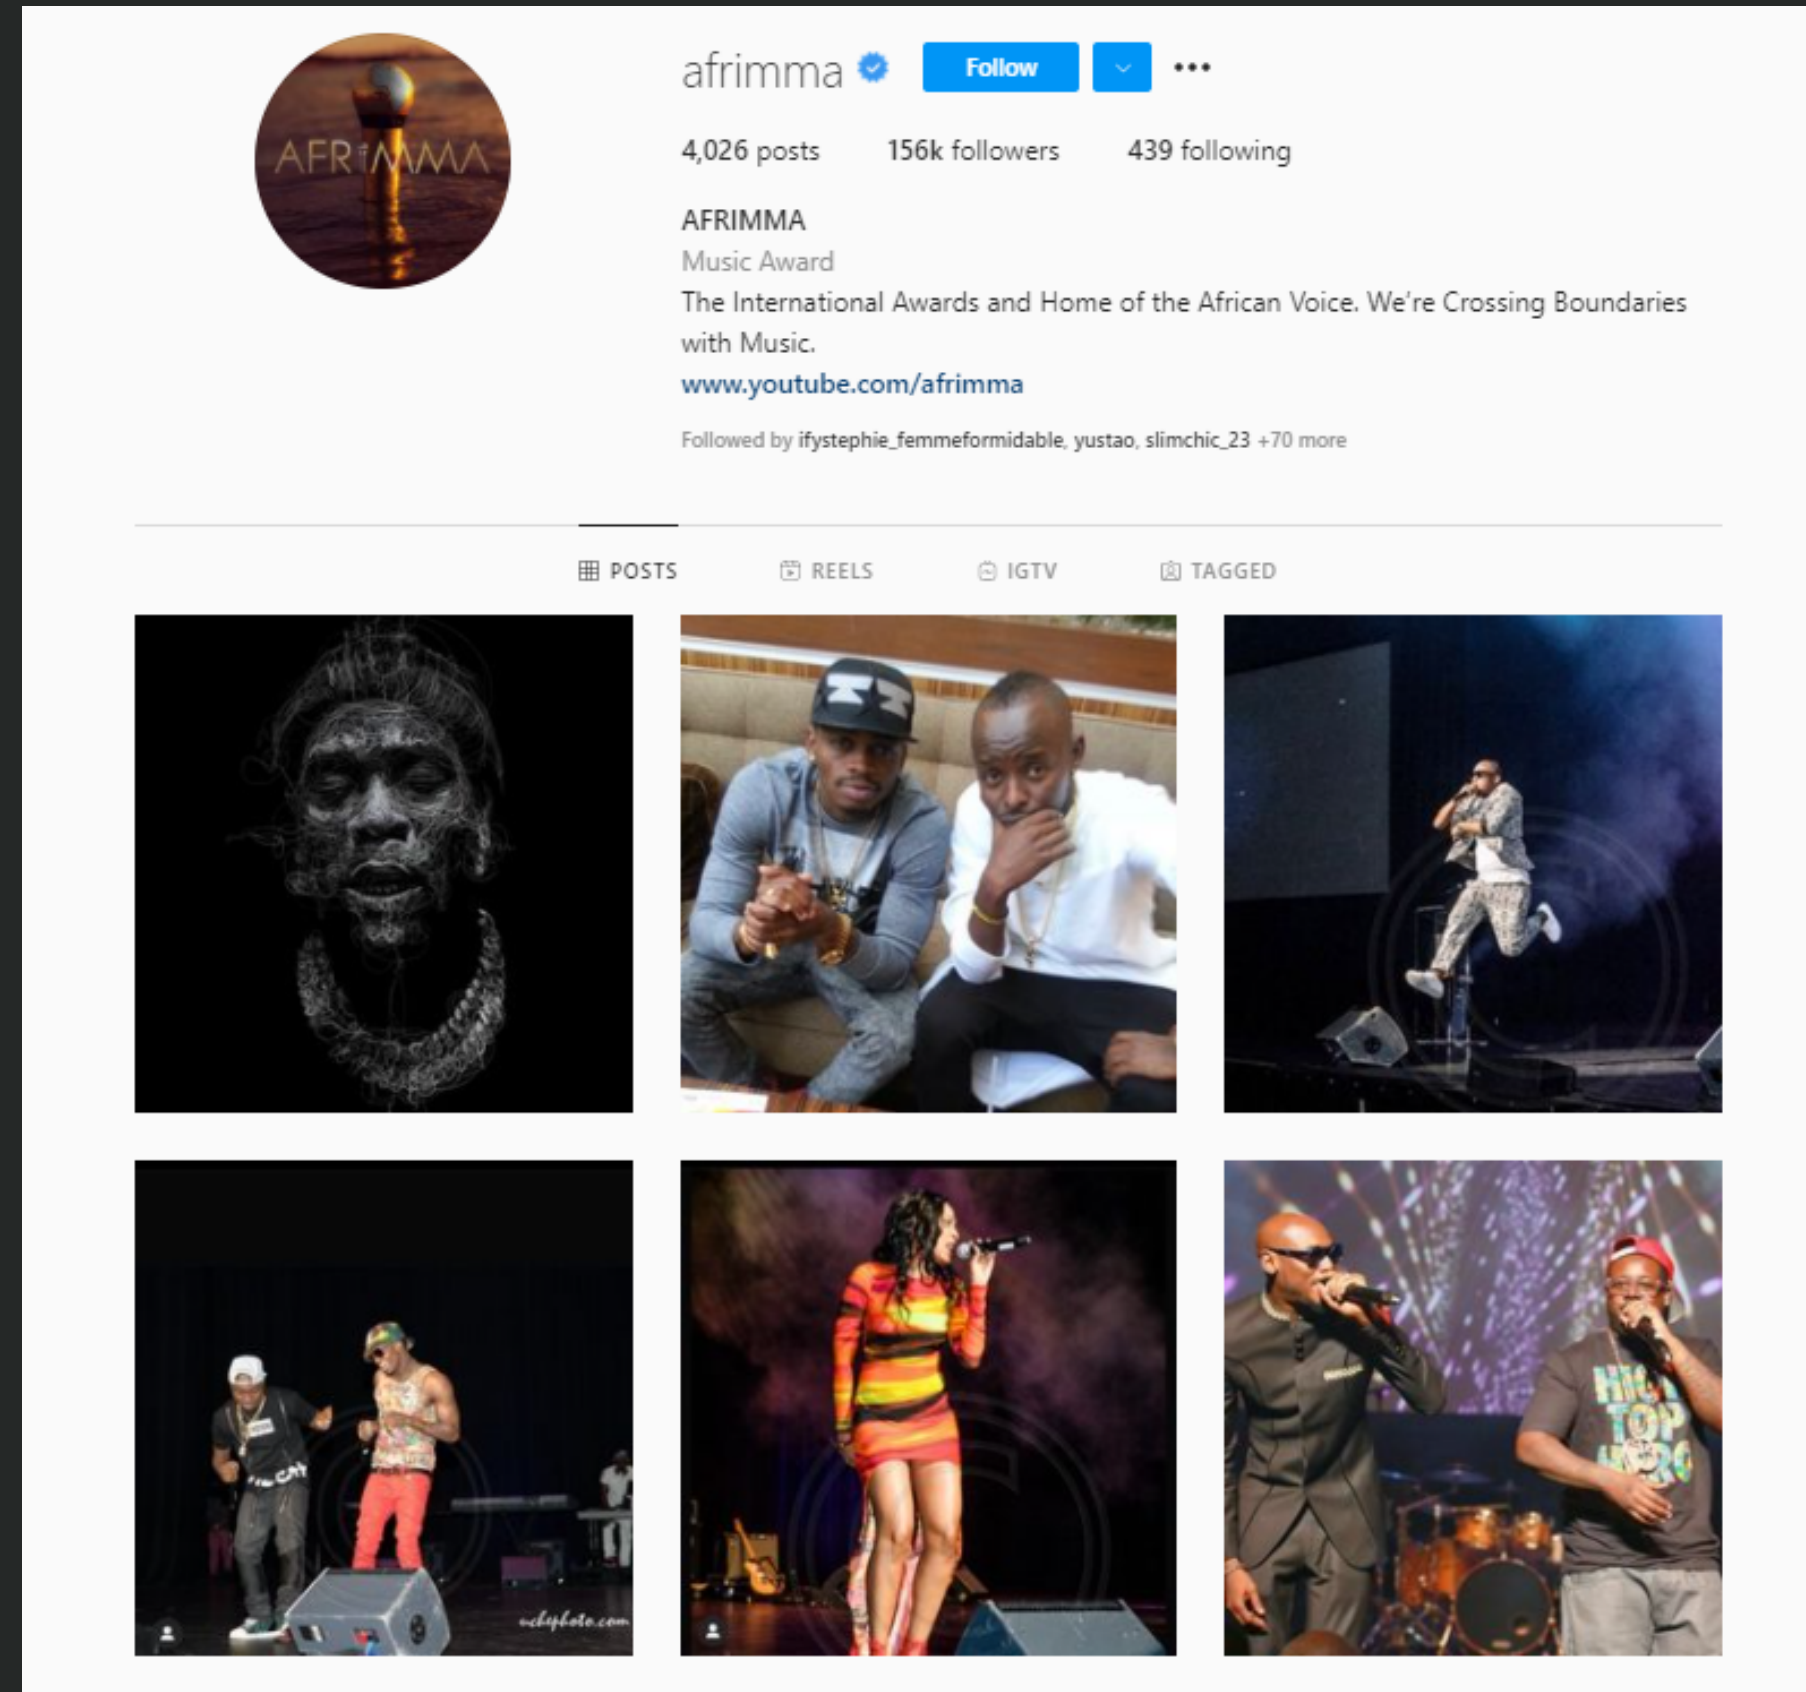 AFRIMMA
afrimma
Follow
4,026 posts 156k followers 439 following
AFRIMMA
Music Award
The International Awards and Home of the African Voice. We're Crossing Boundaries
with Music.
www.youtube.com/afrimma
Followed by ifystephie_femmeformidable, yustao, slimchic_23 +70 more
POSTS REELS IGTV TAGGED
uchephoto.com
TOP